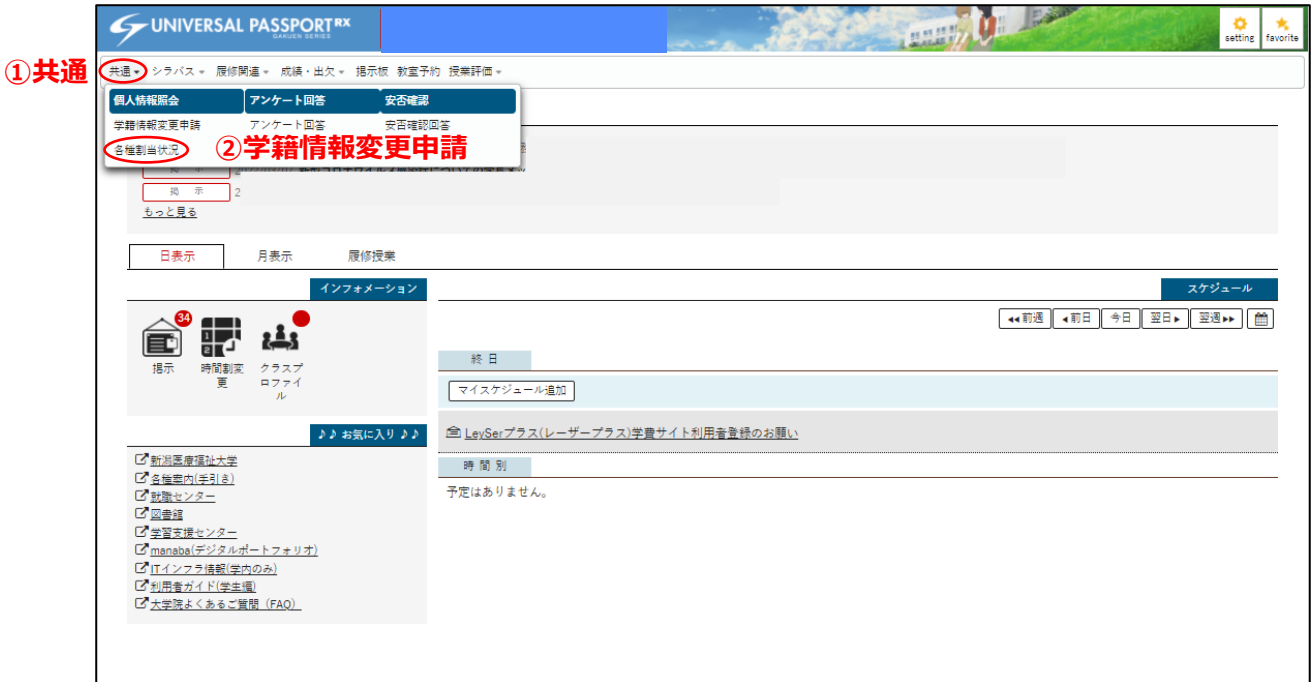 UNIVERSAL PASSPORT RX
GAKUEN SERIES
setting favorite
①共通
共通 シラバス 履修関連 成績・出欠 掲示板 教室予約 授業評価
個人情報照会 アンケート回答 安否確認
学籍情報変更申請 アンケート回答 安否確認回答
各種割当状況
②学籍情報変更申請
掲 示
掲 示 2
もっと見る
日表示 月表示 履修授業
インフォメーション
34
掲示 時間割変更 クラスプロファイル
♪♪ お気に入り ♪♪
新潟医療福祉大学
各種案内(手引き)
就職センター
図書館
学習支援センター
manaba(デジタルポートフォリオ)
ITインフラ情報(学内のみ)
利用者ガイド(学生編)
大学院よくあるご質問（FAQ）
スケジュール
前週 前日 今日 翌日 翌週
終 日
マイスケジュール追加
LeySerプラス(レーザープラス)学費サイト利用者登録のお願い
時 間 別
予定はありません。